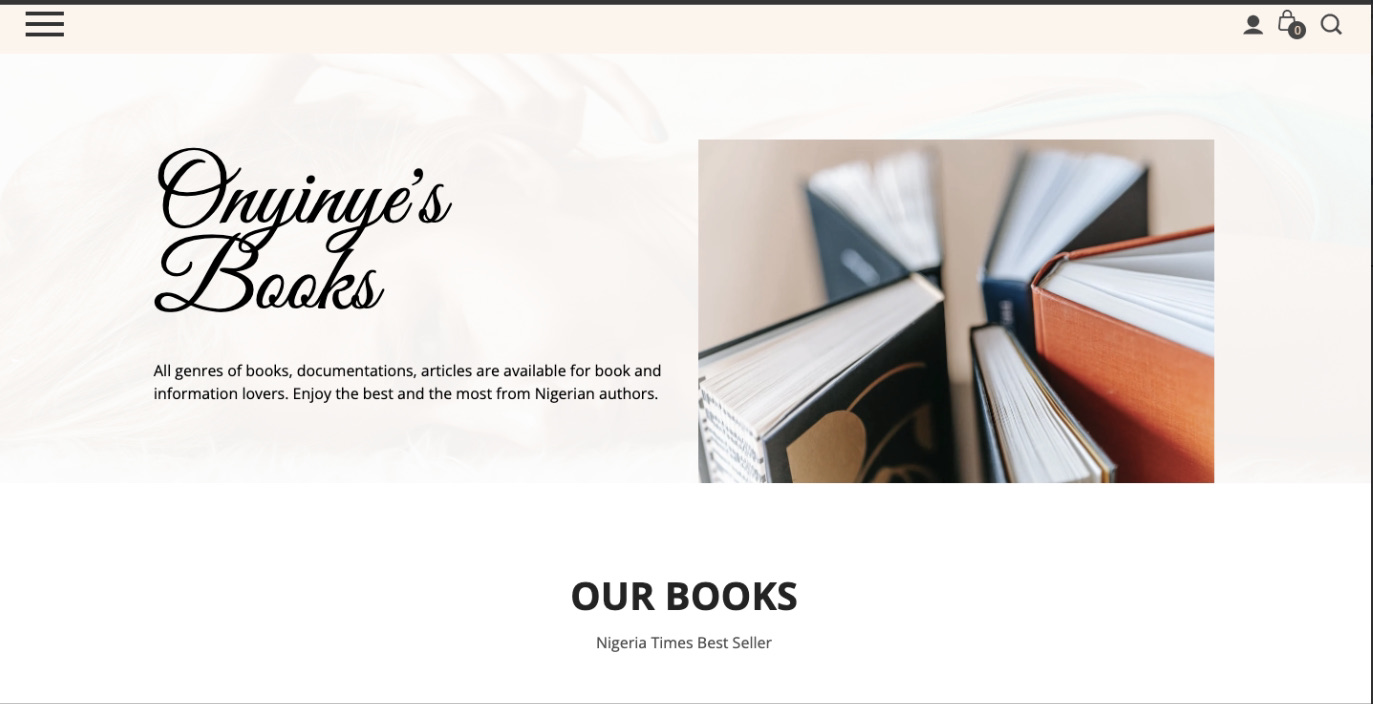 0
Onyinye's
Books
All genres of books, documentations, articles are available for book and
information lovers. Enjoy the best and the most from Nigerian authors.
OUR BOOKS
Nigeria Times Best Seller